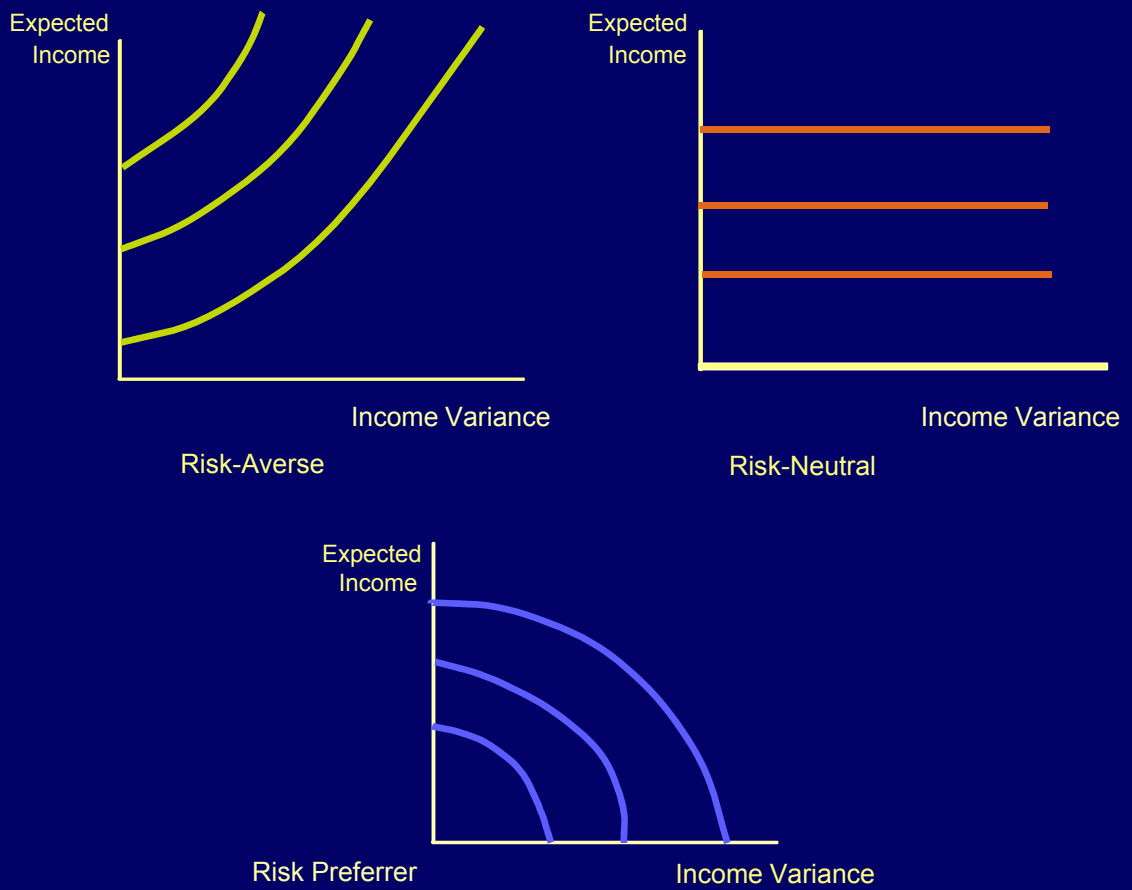 Expected
Income
Income Variance
Risk-Averse
Expected
Income
Income Variance
Risk-Neutral
Expected
Income
Income Variance
Risk Preferrer